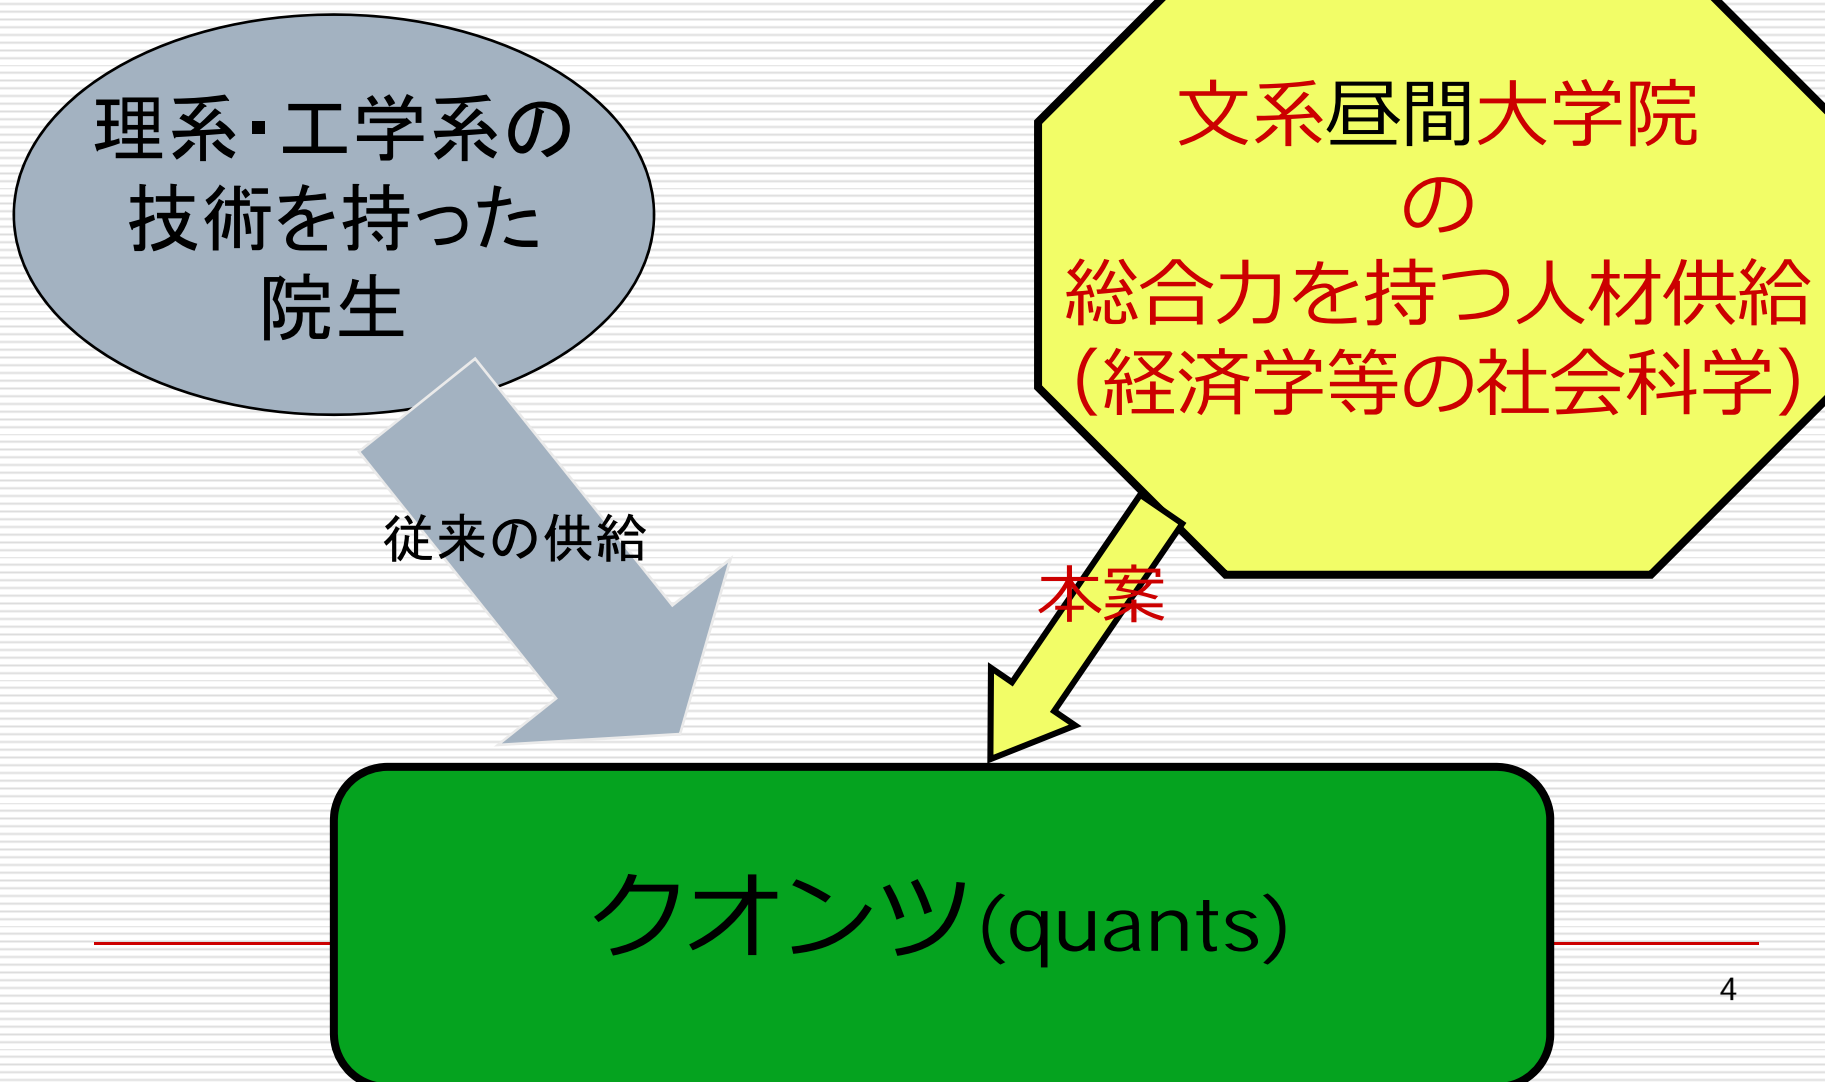 理系・工学系の
技術を持った
院生
文系昼間大学院
の
総合力を持つ人材供給
（経済学等の社会科学）
従来の供給
本案
クオンツ(quants)
4